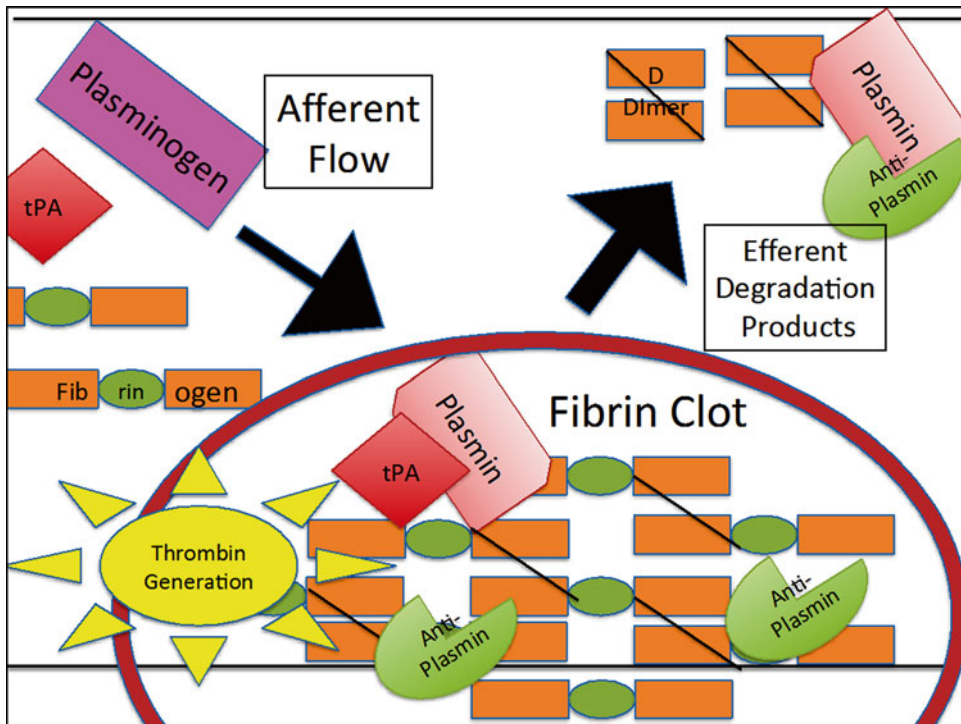 Plasminogen
Afferent
Flow
tPA
D
DImer
Plasmin
Anti-
Plasmin
Efferent
Degradation
Products
Fib rin ogen
Fibrin Clot
Plasmin
tPA
Thrombin
Generation
Anti-
Plasmin
Anti-
Plasmin